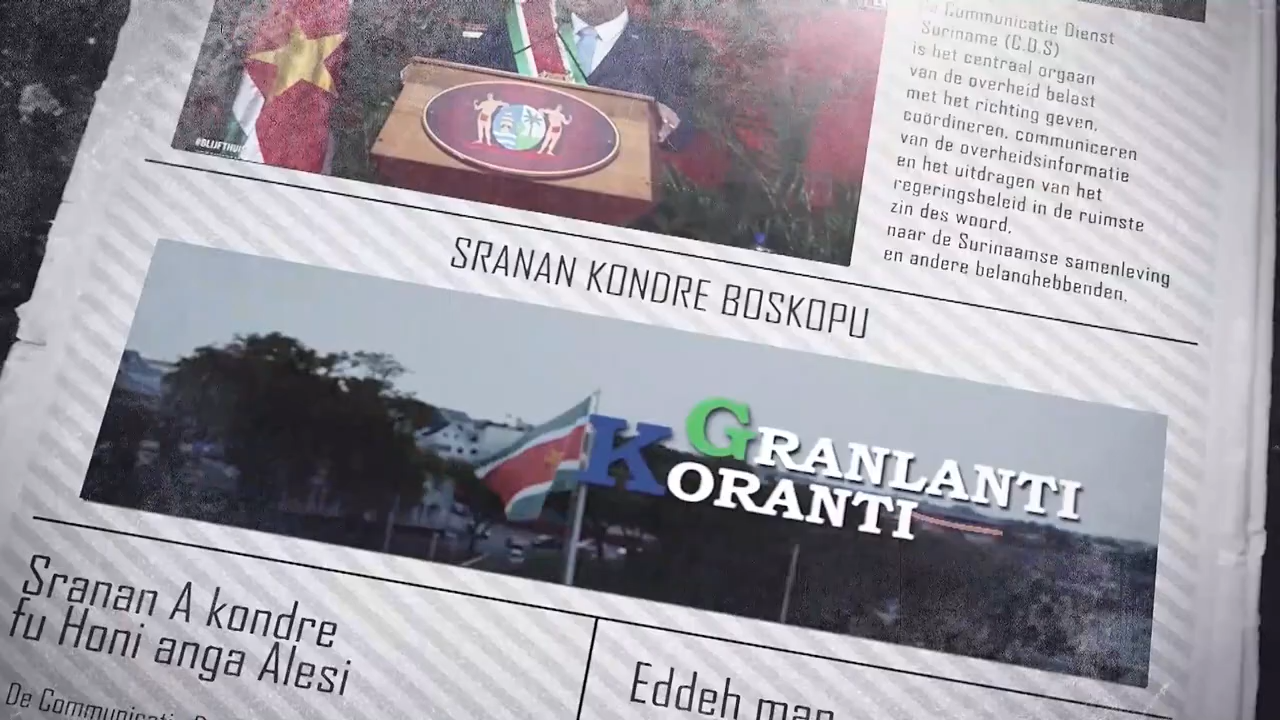 Communicatie Dienst
Suriname (C.D.S)
is het centraal orgaan
van de overheid belast
met het richting geven,
coördineren, communiceren
van de overheidsinformatie
en het uitdragen van het
regeringsbeleid in de ruimste
zin des woord,
naar de Surinaamse samenleving
en andere belanghebbenden.
SRANAN KONDRE BOSKOPU
GRANLANTI
KORANTI
Sranan A kondre
fu Honi anga Alesi
Eddeh man
De